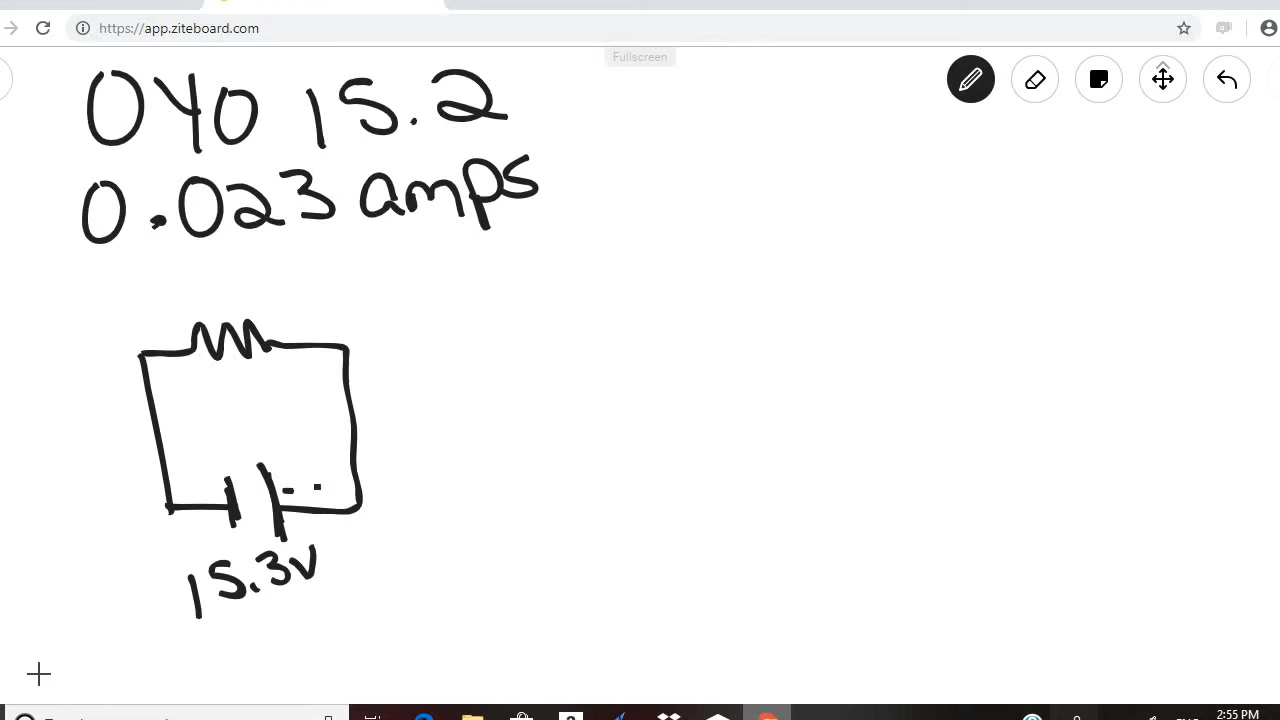 https://app.ziteboard.com
Fullscreen
OYO 15.2
0.023 amps
15.3V
2:55 PM